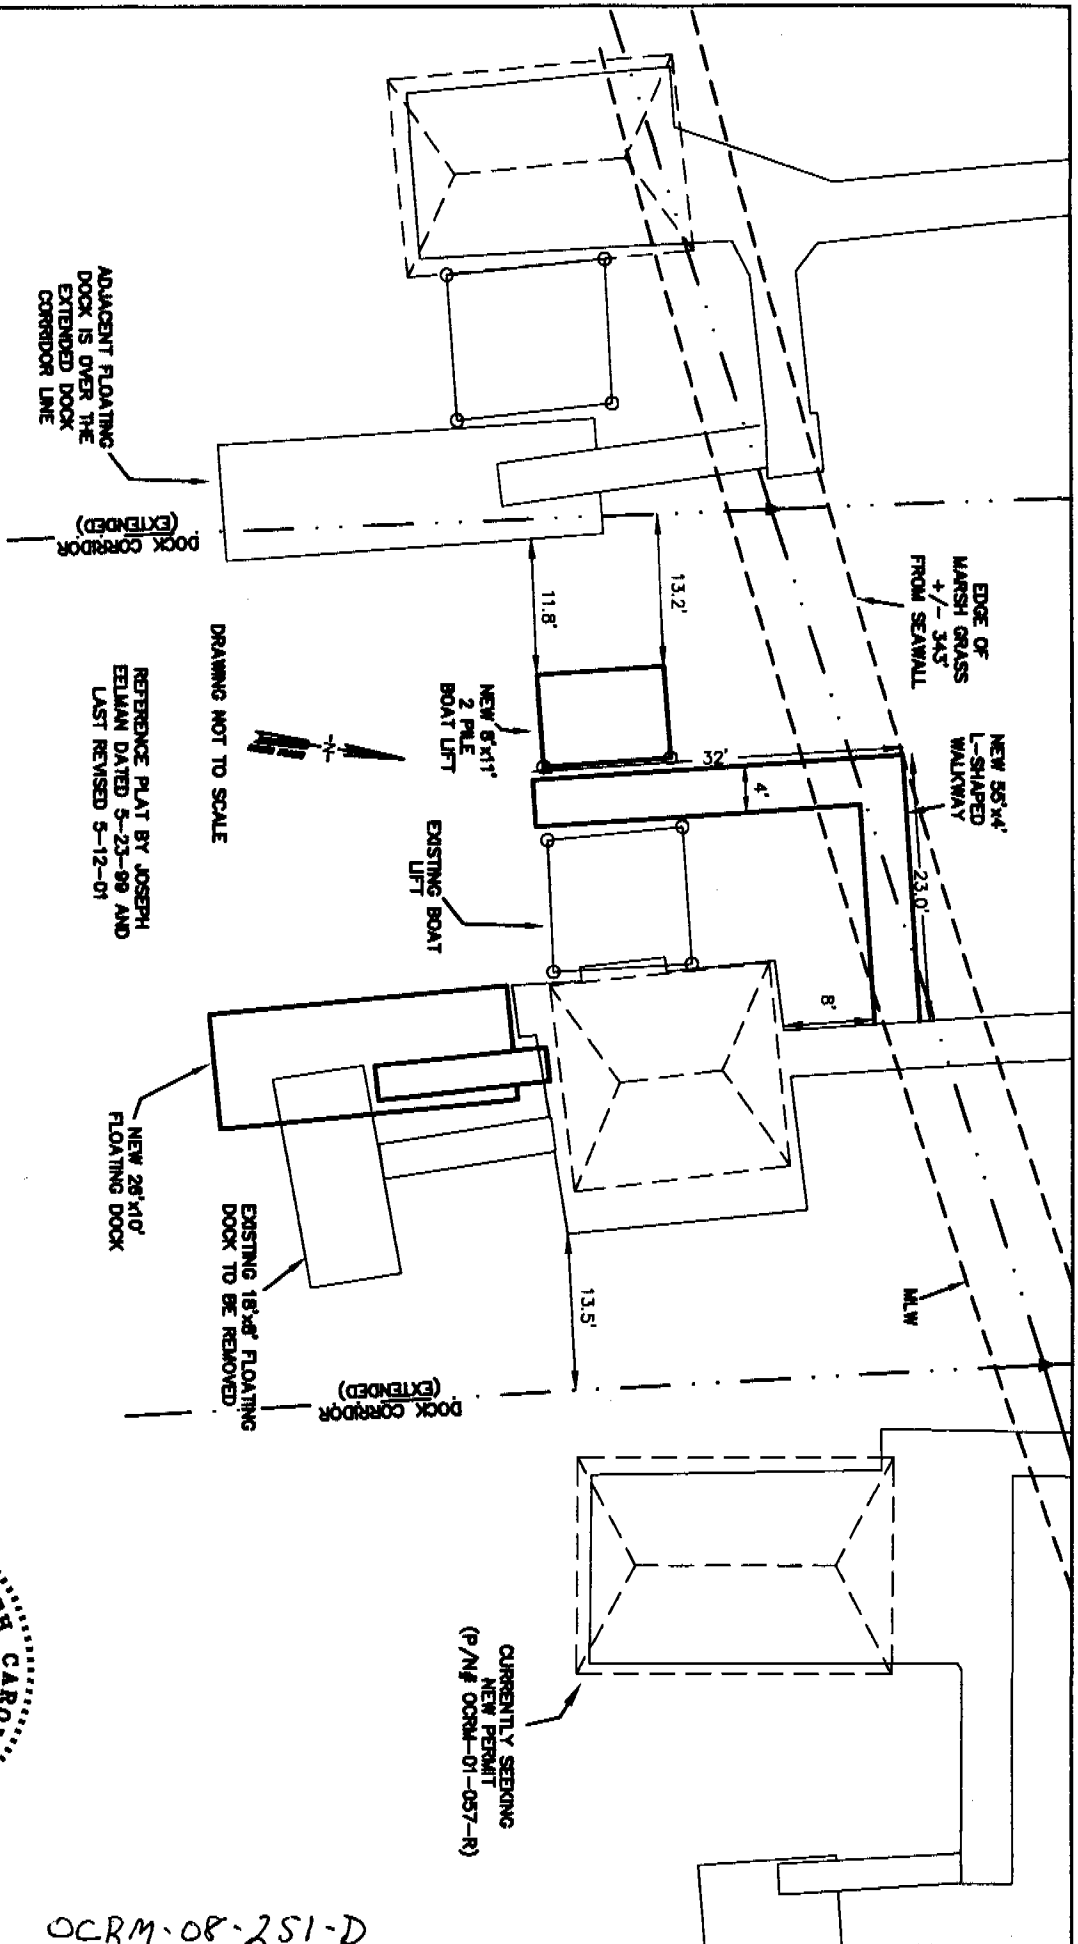 EDGE OF
MARSH GRASS
+/- 343'
FROM SEAWALL
NEW 55'x4'
L-SHAPED
WALKWAY
23.0'
MLW
13.2'
32'
4'
8'
11.8'
NEW 8'x11'
2 PILE
BOAT LIFT
EXISTING BOAT
LIFT
13.5'
CURRENTLY SEEKING
NEW PERMIT
(P/N# OCRM-01-057-R)
DOCK CORRIDOR
(EXTENDED)
DOCK CORRIDOR
(EXTENDED)
ADJACENT FLOATING
DOCK IS OVER THE
EXTENDED DOCK
CORRIDOR LINE
DRAWING NOT TO SCALE
N
REFERENCE PLAT BY JOSEPH
EELMAN DATED 5-23-99 AND
LAST REVISED 5-12-01
EXISTING 18'x8' FLOATING
DOCK TO BE REMOVED
NEW 26'x10'
FLOATING DOCK
TH CARO
OCRM-08-251-D